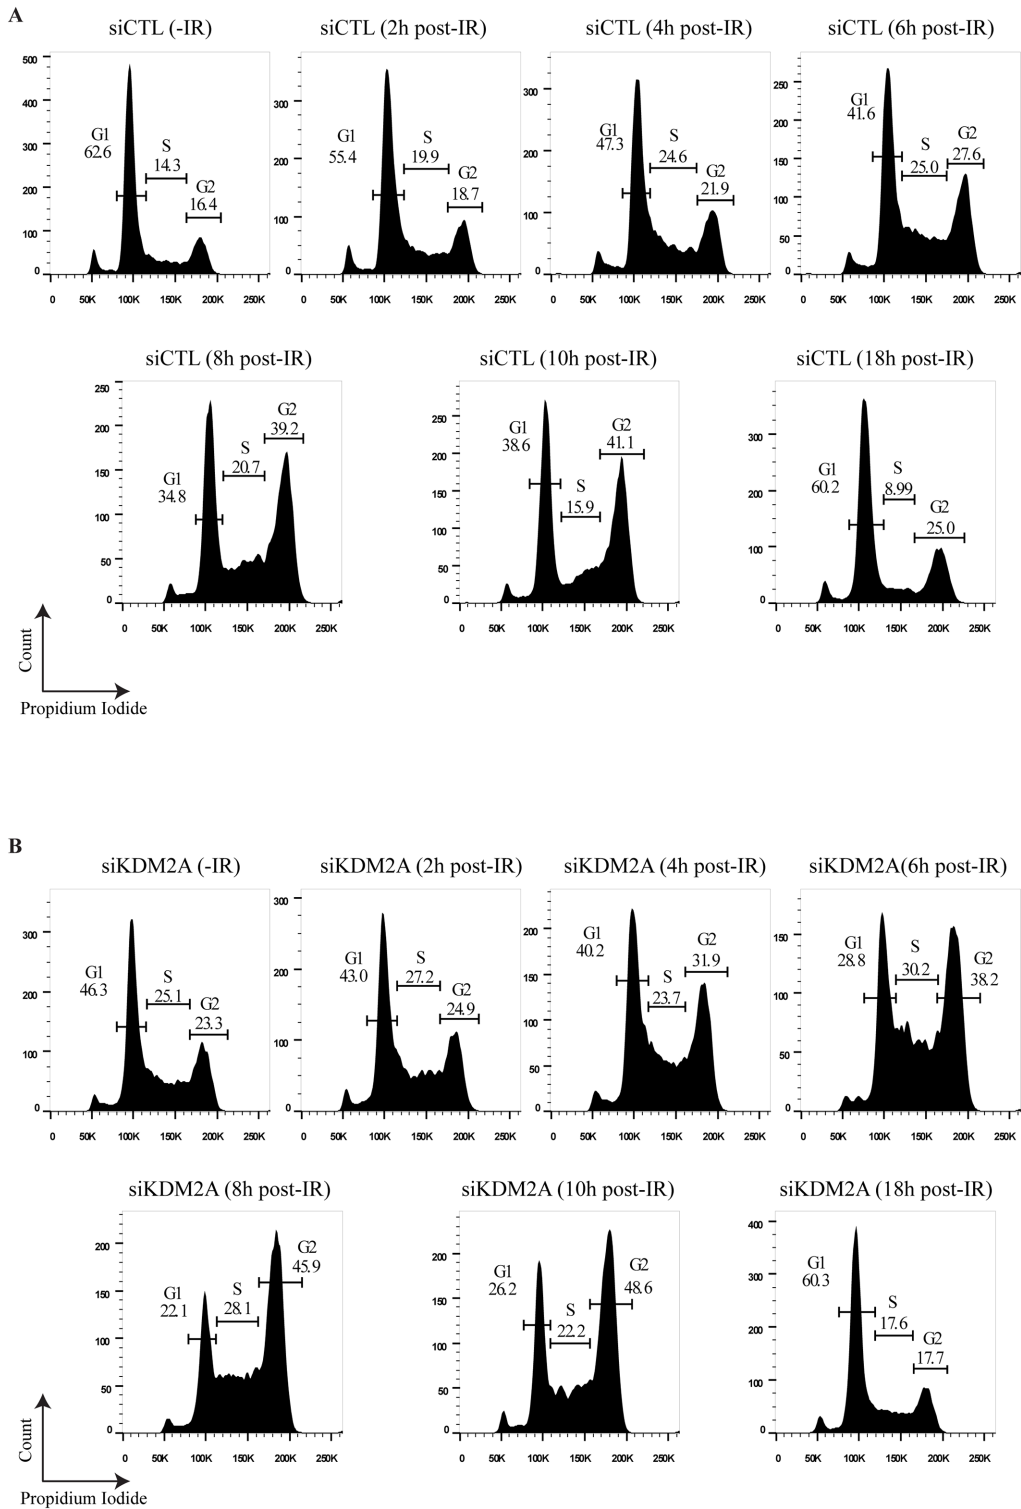 A
siCTL (-IR)
siCTL (2h post-IR)
siCTL (4h post-IR)
siCTL (6h post-IR)
500
400
300
200
100
0
G1
62.6
S
14.3
G2
16.4
0 50K 100K 150K 200K 250K
300
200
100
0
G1
55.4
S
19.9
G2
18.7
0 50K 100K 150K 200K 250K
300
200
100
0
G1
47.3
S
24.6
G2
21.9
0 50K 100K 150K 200K 250K
250
200
150
100
50
0
G1
41.6
S
25.0
G2
27.6
0 50K 100K 150K 200K 250K
siCTL (8h post-IR)
siCTL (10h post-IR)
siCTL (18h post-IR)
250
200
150
100
50
0
G1
34.8
S
20.7
G2
39.2
0 50K 100K 150K 200K 250K
250
200
150
100
50
0
G1
38.6
S
15.9
G2
41.1
0 50K 100K 150K 200K 250K
300
200
100
0
G1
60.2
S
8.99
G2
25.0
0 50K 100K 150K 200K 250K
Count
Propidium Iodide
B
siKDM2A (-IR)
siKDM2A (2h post-IR)
siKDM2A (4h post-IR)
siKDM2A(6h post-IR)
300
200
100
0
G1
46.3
S
25.1
G2
23.3
0 50K 100K 150K 200K 250K
300
200
100
0
G1
43.0
S
27.2
G2
24.9
0 50K 100K 150K 200K 250K
200
150
100
50
0
G1
40.2
S
23.7
G2
31.9
0 50K 100K 150K 200K 250K
150
100
50
0
G1
28.8
S
30.2
G2
38.2
0 50K 100K 150K 200K 250K
siKDM2A (8h post-IR)
siKDM2A (10h post-IR)
siKDM2A (18h post-IR)
200
150
100
50
0
G1
22.1
S
28.1
G2
45.9
0 50K 100K 150K 200K 250K
200
150
100
50
0
G1
26.2
S
22.2
G2
48.6
0 50K 100K 150K 200K 250K
400
300
200
100
0
G1
60.3
S
17.6
G2
17.7
0 50K 100K 150K 200K 250K
Count
Propidium Iodide